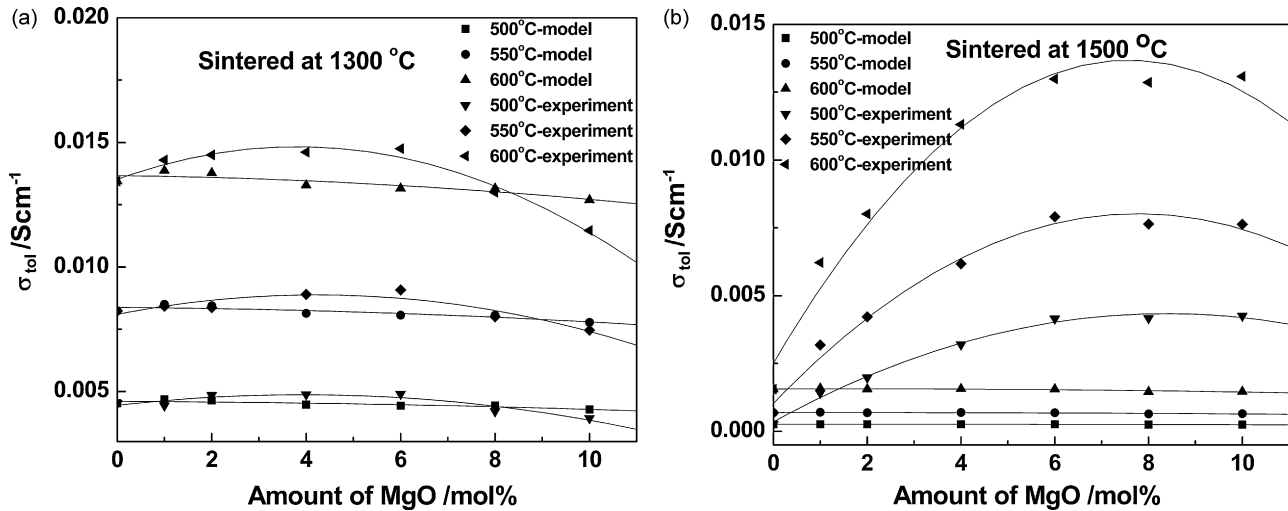 (a)
0.020
0.015
0.010
0.005
σtol /Scm-1
Sintered at 1300 °C
500°C-model
550°C-model
600°C-model
500°C-experiment
550°C-experiment
600°C-experiment
0 2 4 6 8 10
Amount of MgO /mol%
(b)
0.015
0.010
0.005
0.000
σtol /Scm-1
Sintered at 1500 °C
500°C-model
550°C-model
600°C-model
500°C-experiment
550°C-experiment
600°C-experiment
0 2 4 6 8 10
Amount of MgO /mol%